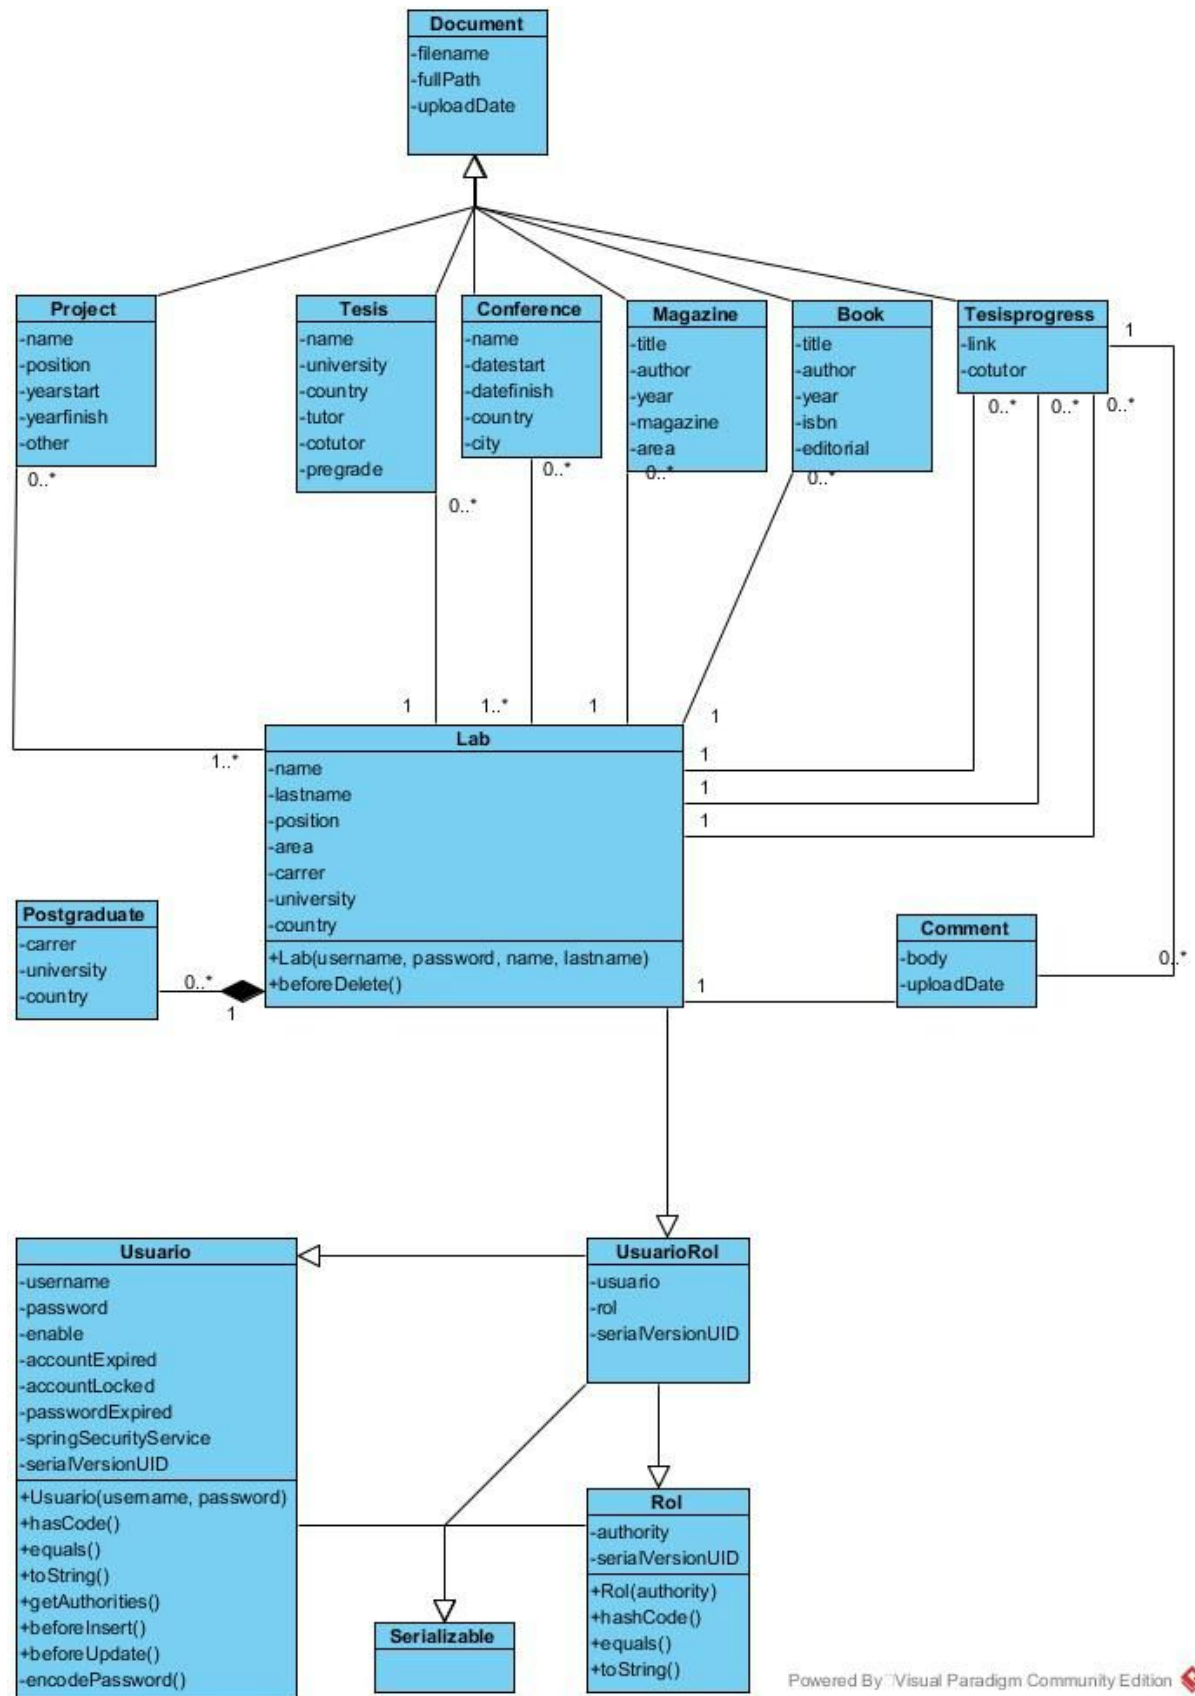 Document
-filename
-fullPath
-uploadDate
Project
-name
-position
-yearstart
-yearfinish
-other
0..*
Tesis
-name
-university
-country
-tutor
-cotutor
-pregrade
0..*
Conference
-name
-datestart
-datefinish
-country
-city
0..*
Magazine
-title
-author
-year
-magazine
-area
0..*
Book
-title
-author
-year
-isbn
-editorial
0..*
Tesisprogress
-link
-cotutor
1
0..*
0..*
0..*
1
1..*
1
1
1..*
1
1
1
Lab
-name
-lastname
-position
-area
-carrer
-university
-country
+Lab(username, password, name, lastname)
+beforeDelete()
Postgraduate
-carrer
-university
-country
0..*
1
1
Comment
-body
-uploadDate
0..*
Usuario
-username
-password
-enable
-accountExpired
-accountLocked
-passwordExpired
-springSecurityService
-serialVersionUID
+Usuario(username, password)
+hasCode()
+equals()
+toString()
+getAuthorities()
+beforeInsert()
+beforeUpdate()
-encodePassword()
UsuarioRol
-usuario
-rol
-serialVersionUID
Rol
-authority
-serialVersionUID
+Rol(authority)
+hashCode()
+equals()
+toString()
Serializable
Powered By Visual Paradigm Community Edition